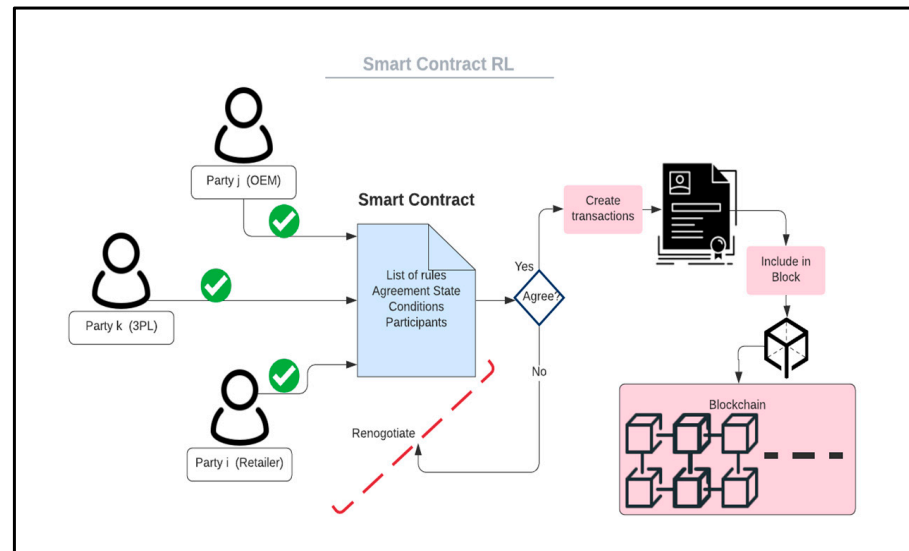 Smart Contract RL
Party j  (OEM)
Smart Contract
Party k  (3PL)
List of rules
Agreement State
Conditions
Participants
Party i  (Retailer)
Agree?
Yes
No
Renogotiate
Create
transactions
Include in
Block
Blockchain